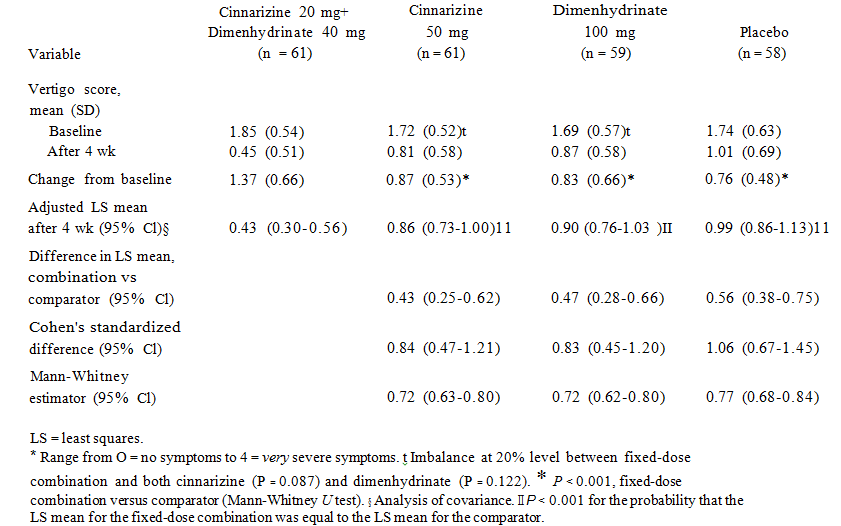 Cinnarizine 20 mg+ Cinnarizine Dimenhydrinate
Dimenhydrinate 40 mg 50 mg 100 mg Placebo
Variable (n = 61) (n = 61) (n = 59) (n = 58)
Vertigo score,
mean (SD)
Baseline 1.85 (0.54) 1.72 (0.52)t 1.69 (0.57)t 1.74 (0.63)
After 4 wk 0.45 (0.51) 0.81 (0.58) 0.87 (0.58) 1.01 (0.69)
Change from baseline 1.37 (0.66) 0.87 (0.53)* 0.83 (0.66)* 0.76 (0.48)*
Adjusted LS mean
after 4 wk (95% Cl)§ 0.43 (0.30-0.56) 0.86 (0.73-1.00)11 0.90 (0.76-1.03 )II 0.99 (0.86-1.13)11
Difference in LS mean,
combination vs
comparator (95% Cl) 0.43 (0.25-0.62) 0.47 (0.28-0.66) 0.56 (0.38-0.75)
Cohen's standardized
difference (95% Cl) 0.84 (0.47-1.21) 0.83 (0.45-1.20) 1.06 (0.67-1.45)
Mann-Whitney
estimator (95% Cl) 0.72 (0.63-0.80) 0.72 (0.62-0.80) 0.77 (0.68-0.84)
LS = least squares.
* Range from O = no symptoms to 4 = very severe symptoms. t Imbalance at 20% level between fixed-dose
combination and both cinnarizine (P = 0.087) and dimenhydrinate (P = 0.122). * P < 0.001, fixed-dose
combination versus comparator (Mann-Whitney U test). § Analysis of covariance. II P < 0.001 for the probability that the
LS mean for the fixed-dose combination was equal to the LS mean for the comparator.